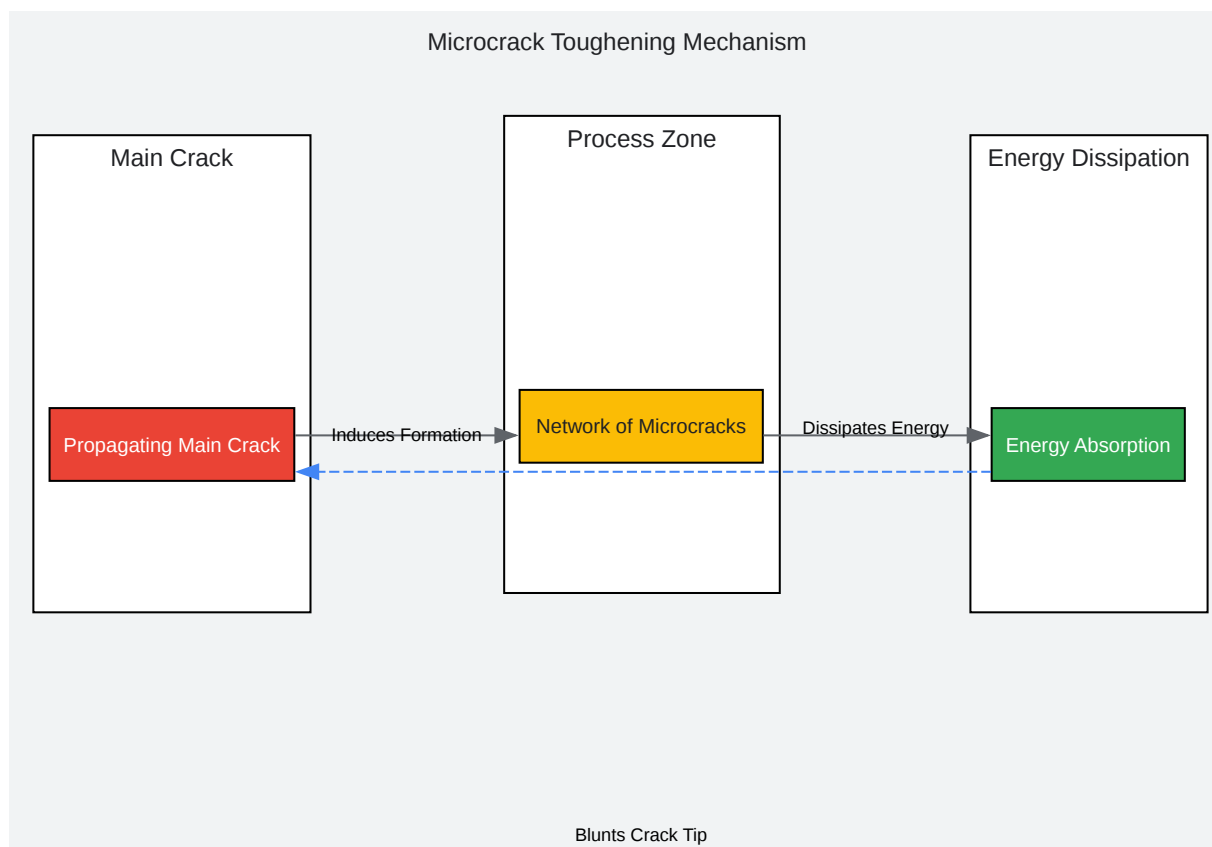 Microcrack Toughening Mechanism
Main Crack
Process Zone
Energy Dissipation
Propagating Main Crack
Induces Formation
Network of Microcracks
Dissipates Energy
Energy Absorption
Blunts Crack Tip